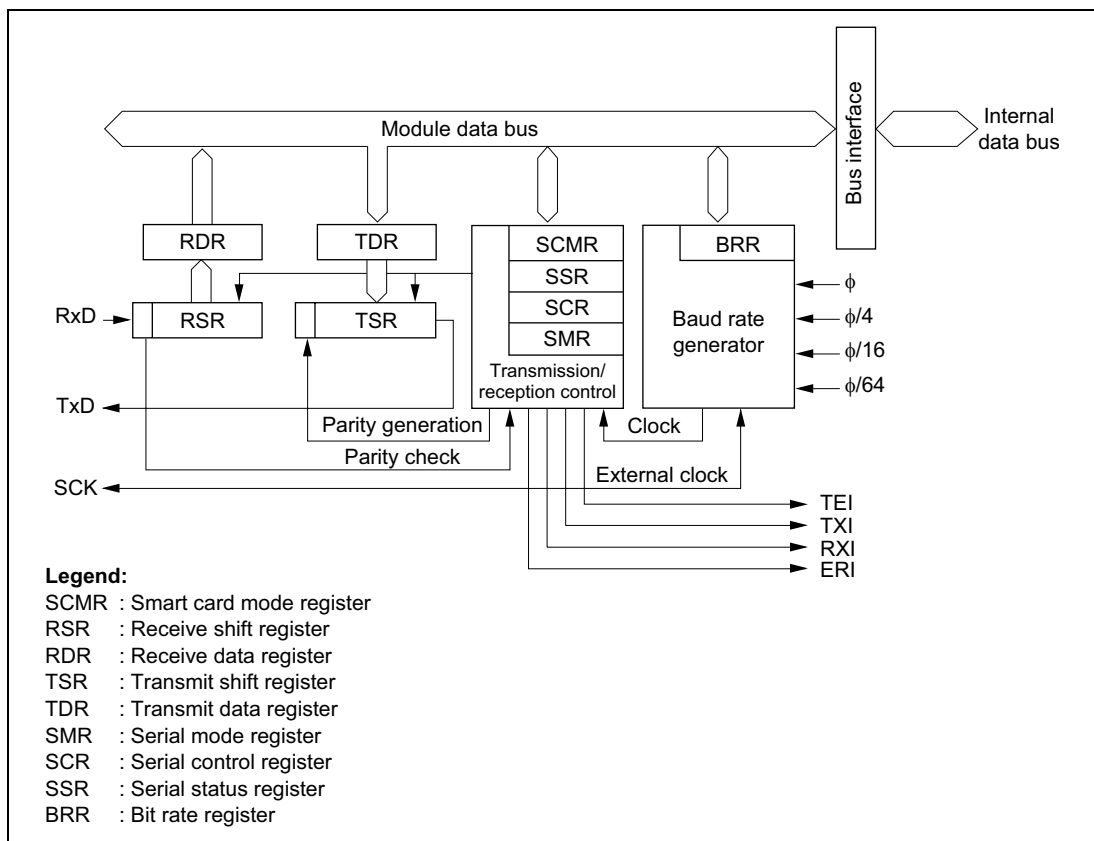 Module data bus
Bus interface
Internal
data bus
RDR
TDR
SCMR
SSR
SCR
SMR
Transmission/
reception control
BRR
Baud rate
generator
ϕ
ϕ/4
ϕ/16
ϕ/64
RxD
RSR
TSR
TxD
Parity generation
Parity check
Clock
External clock
SCK
TEI
TXI
RXI
ERI
Legend:
SCMR : Smart card mode register
RSR : Receive shift register
RDR : Receive data register
TSR : Transmit shift register
TDR : Transmit data register
SMR : Serial mode register
SCR : Serial control register
SSR : Serial status register
BRR : Bit rate register